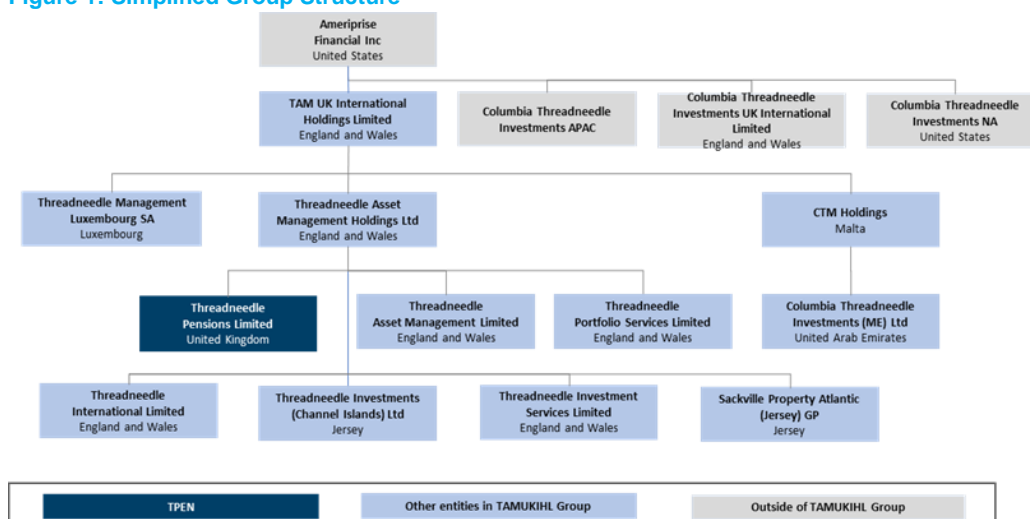 Figure 1: Simplified Group Structure
Ameriprise
Financial Inc
United States
TAM UK International
Holdings Limited
England and Wales
Columbia Threadneedle
Investments APAC
Columbia Threadneedle
Investments UK International
Limited
England and Wales
Columbia Threadneedle
Investments NA
United States
Threadneedle Management
Luxembourg SA
Luxembourg
Threadneedle Asset
Management Holdings Ltd
England and Wales
CTM Holdings
Malta
Threadneedle
Pensions Limited
United Kingdom
Threadneedle
Asset Management Limited
England and Wales
Threadneedle
Portfolio Services Limited
England and Wales
Columbia Threadneedle
Investments (ME) Ltd
United Arab Emirates
Threadneedle
International Limited
England and Wales
Threadneedle Investments
(Channel Islands) Ltd
Jersey
Threadneedle Investment
Services Limited
England and Wales
Sackville Property Atlantic
(Jersey) GP
Jersey
TPEN
Other entities in TAMUKIHL Group
Outside of TAMUKIHL Group